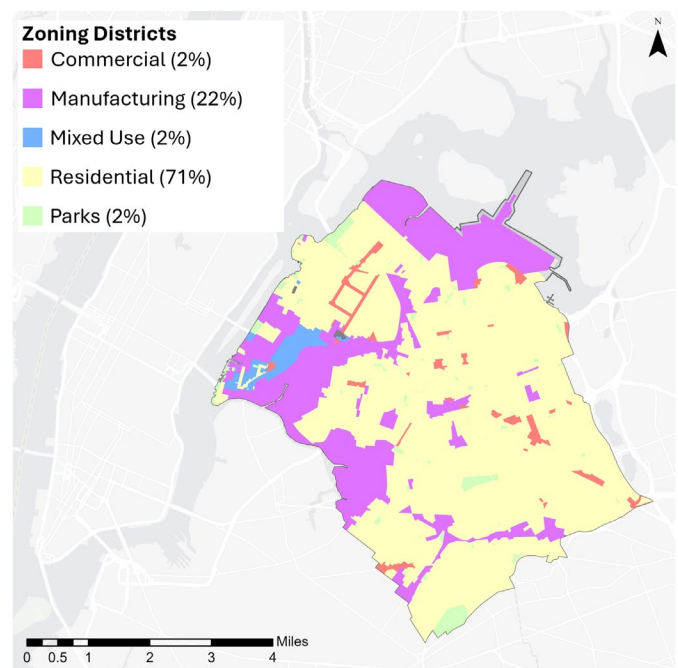 Zoning Districts
Commercial (2%)
Manufacturing (22%)
Mixed Use (2%)
Residential (71%)
Parks (2%)
N
Miles
0 0.5 1 2 3 4